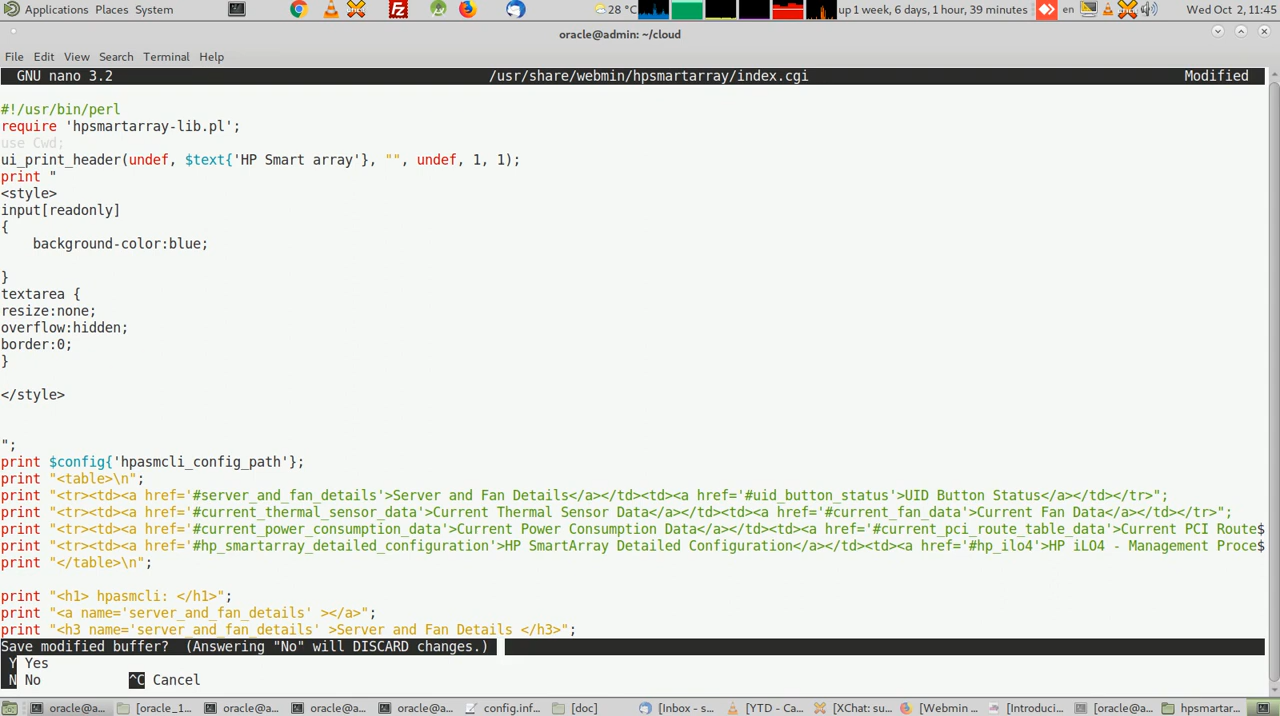 Applications Places System 28 °C up 1 week, 6 days, 1 hour, 39 minutes en Wed Oct 2, 11:45
oracle@admin: ~/cloud
File Edit View Search Terminal Help
GNU nano 3.2 /usr/share/webmin/hpsmartarray/index.cgi Modified
#!/usr/bin/perl
require 'hpsmartarray-lib.pl';
use Cwd;
ui_print_header(undef, $text{'HP Smart array'}, "", undef, 1, 1);
print "
<style>
input[readonly]
{
    background-color:blue;
}
textarea {
resize:none;
overflow:hidden;
border:0;
}
</style>
";
print $config{'hpasmcli_config_path'};
print "<table>\n";
print "<tr><td><a href='#server_and_fan_details'>Server and Fan Details</a></td><td><a href='#uid_button_status'>UID Button Status</a></td></tr>";
print "<tr><td><a href='#current_thermal_sensor_data'>Current Thermal Sensor Data</a></td><td><a href='#current_fan_data'>Current Fan Data</a></td></tr>";
print "<tr><td><a href='#current_power_consumption_data'>Current Power Consumption Data</a></td><td><a href='#current_pci_route_table_data'>Current PCI Route$
print "<tr><td><a href='#hp_smartarray_detailed_configuration'>HP SmartArray Detailed Configuration</a></td><td><a href='#hp_ilo4'>HP iLO4 - Management Proce$
print "</table>\n";
print "<h1> hpasmcli: </h1>";
print "<a name='server_and_fan_details' ></a>";
print "<h3 name='server_and_fan_details' >Server and Fan Details </h3>";
Save modified buffer?  (Answering "No" will DISCARD changes.)
Y Yes
N No ^C Cancel
oracle@a... [oracle_1... oracle@a... oracle@a... oracle@a... config.inf... [doc] [Inbox - s... [YTD - Ca... [XChat: su... [Webmin ... [Introduci... [oracle@a... hpsmartar...